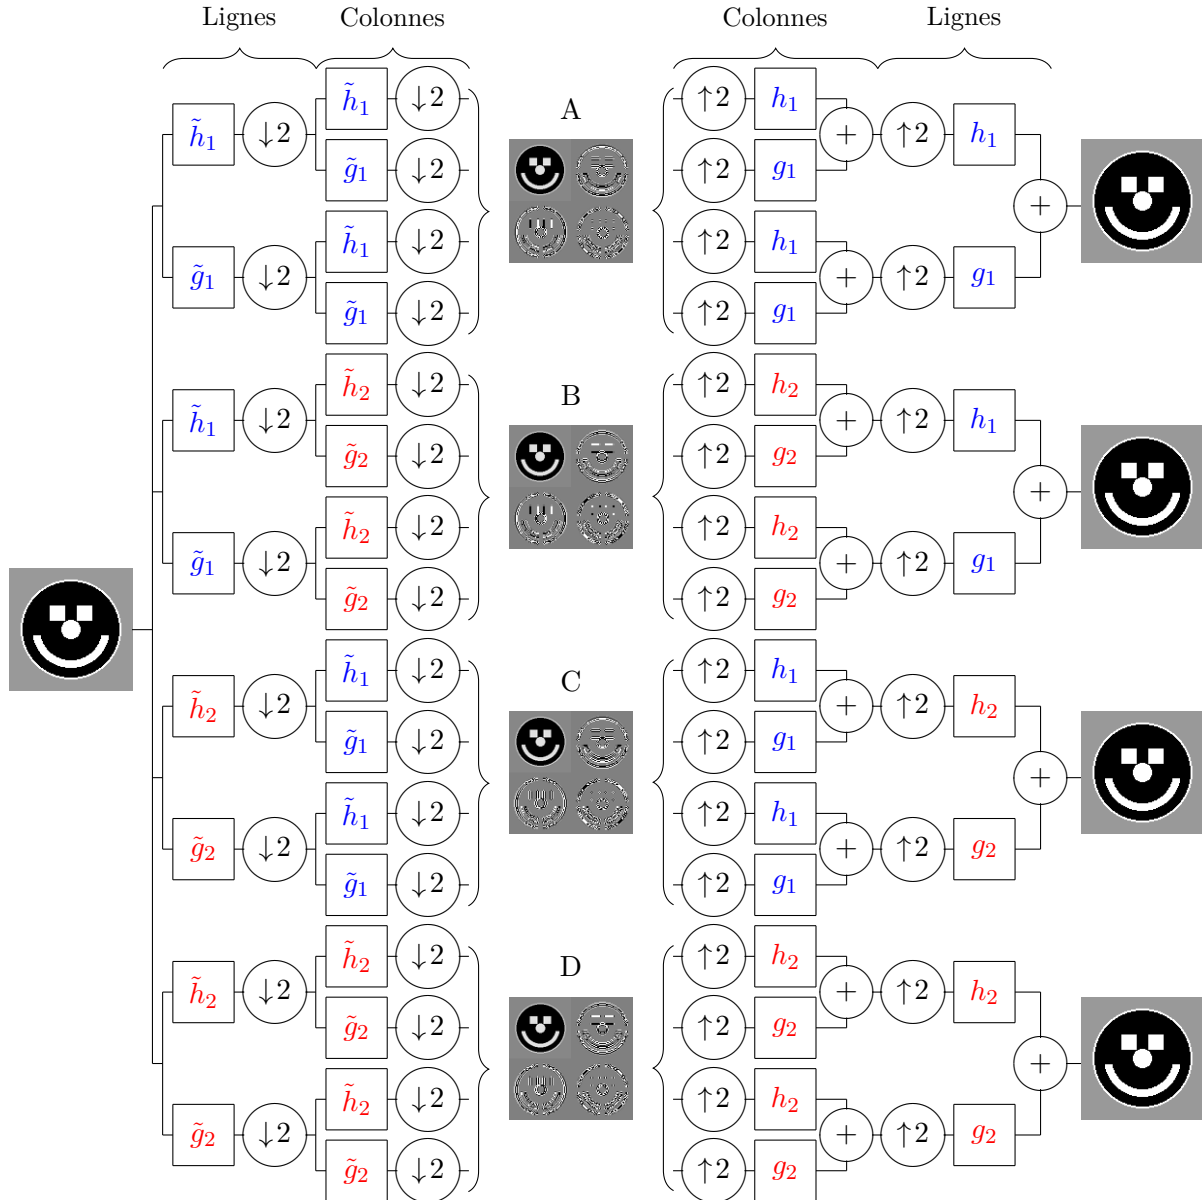 Lignes Colonnes Colonnes Lignes
h̃₁ ↓2 h̃₁ ↓2 A ↑2 h₁ + ↑2 h₁
g̃₁ ↓2 ↑2 g₁ +
g̃₁ ↓2 h̃₁ ↓2 ↑2 h₁ + ↑2 g₁
g̃₁ ↓2 ↑2 g₁
h̃₁ ↓2 h̃₂ ↓2 B ↑2 h₂ + ↑2 h₁
g̃₂ ↓2 ↑2 g₂ +
g̃₁ ↓2 h̃₂ ↓2 ↑2 h₂ + ↑2 g₁
g̃₂ ↓2 ↑2 g₂
h̃₂ ↓2 h̃₁ ↓2 C ↑2 h₁ + ↑2 h₂
g̃₁ ↓2 ↑2 g₁ +
g̃₂ ↓2 h̃₁ ↓2 ↑2 h₁ + ↑2 g₂
g̃₁ ↓2 ↑2 g₁
h̃₂ ↓2 h̃₂ ↓2 D ↑2 h₂ + ↑2 h₂
g̃₂ ↓2 ↑2 g₂ +
g̃₂ ↓2 h̃₂ ↓2 ↑2 h₂ + ↑2 g₂
g̃₂ ↓2 ↑2 g₂